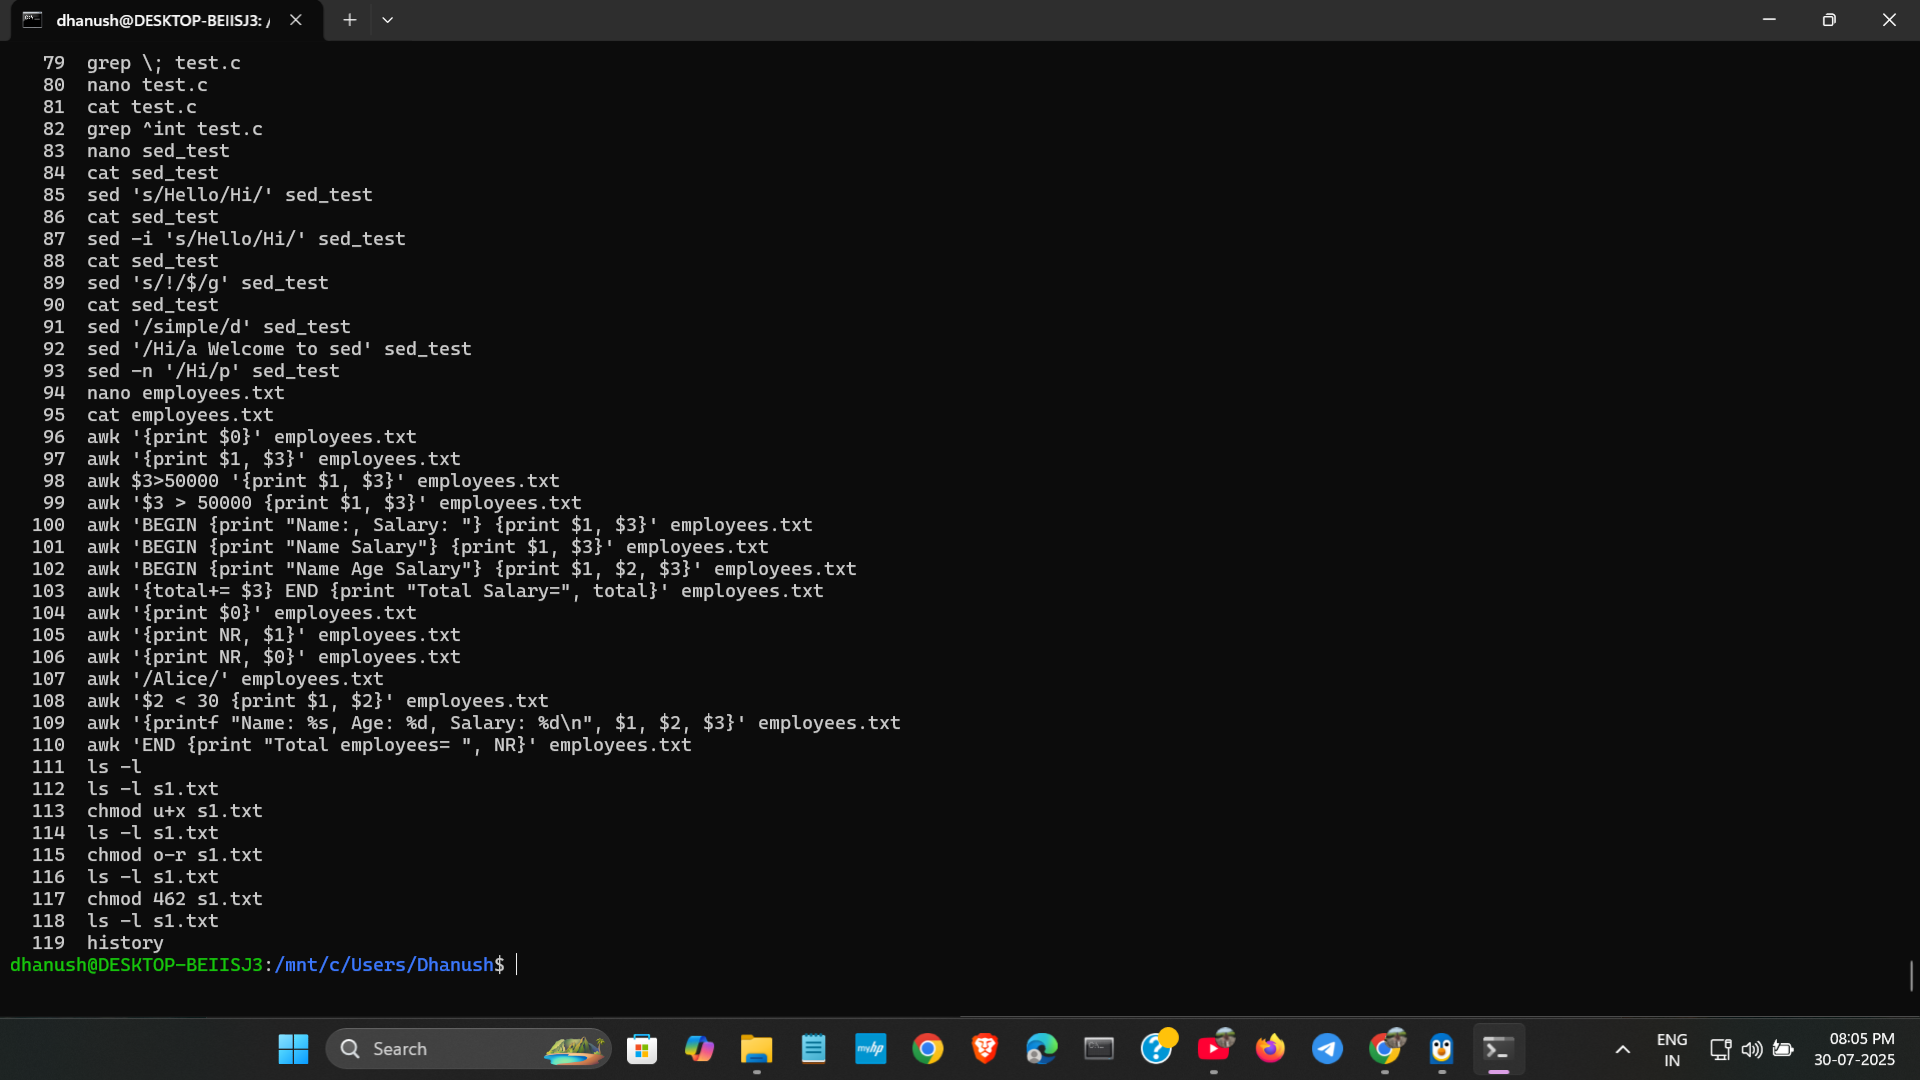 dhanush@DESKTOP-BEIISJ3: /
79 grep \; test.c
80 nano test.c
81 cat test.c
82 grep ^int test.c
83 nano sed_test
84 cat sed_test
85 sed 's/Hello/Hi/' sed_test
86 cat sed_test
87 sed -i 's/Hello/Hi/' sed_test
88 cat sed_test
89 sed 's/!/$/g' sed_test
90 cat sed_test
91 sed '/simple/d' sed_test
92 sed '/Hi/a Welcome to sed' sed_test
93 sed -n '/Hi/p' sed_test
94 nano employees.txt
95 cat employees.txt
96 awk '{print $0}' employees.txt
97 awk '{print $1, $3}' employees.txt
98 awk $3>50000 '{print $1, $3}' employees.txt
99 awk '$3 > 50000 {print $1, $3}' employees.txt
100 awk 'BEGIN {print "Name:, Salary: "} {print $1, $3}' employees.txt
101 awk 'BEGIN {print "Name Salary"} {print $1, $3}' employees.txt
102 awk 'BEGIN {print "Name Age Salary"} {print $1, $2, $3}' employees.txt
103 awk '{total+= $3} END {print "Total Salary=", total}' employees.txt
104 awk '{print $0}' employees.txt
105 awk '{print NR, $1}' employees.txt
106 awk '{print NR, $0}' employees.txt
107 awk '/Alice/' employees.txt
108 awk '$2 < 30 {print $1, $2}' employees.txt
109 awk '{printf "Name: %s, Age: %d, Salary: %d\n", $1, $2, $3}' employees.txt
110 awk 'END {print "Total employees= ", NR}' employees.txt
111 ls -l
112 ls -l s1.txt
113 chmod u+x s1.txt
114 ls -l s1.txt
115 chmod o-r s1.txt
116 ls -l s1.txt
117 chmod 462 s1.txt
118 ls -l s1.txt
119 history
dhanush@DESKTOP-BEIISJ3:/mnt/c/Users/Dhanush$
Search
myhp
ENG
IN
08:05 PM
30-07-2025